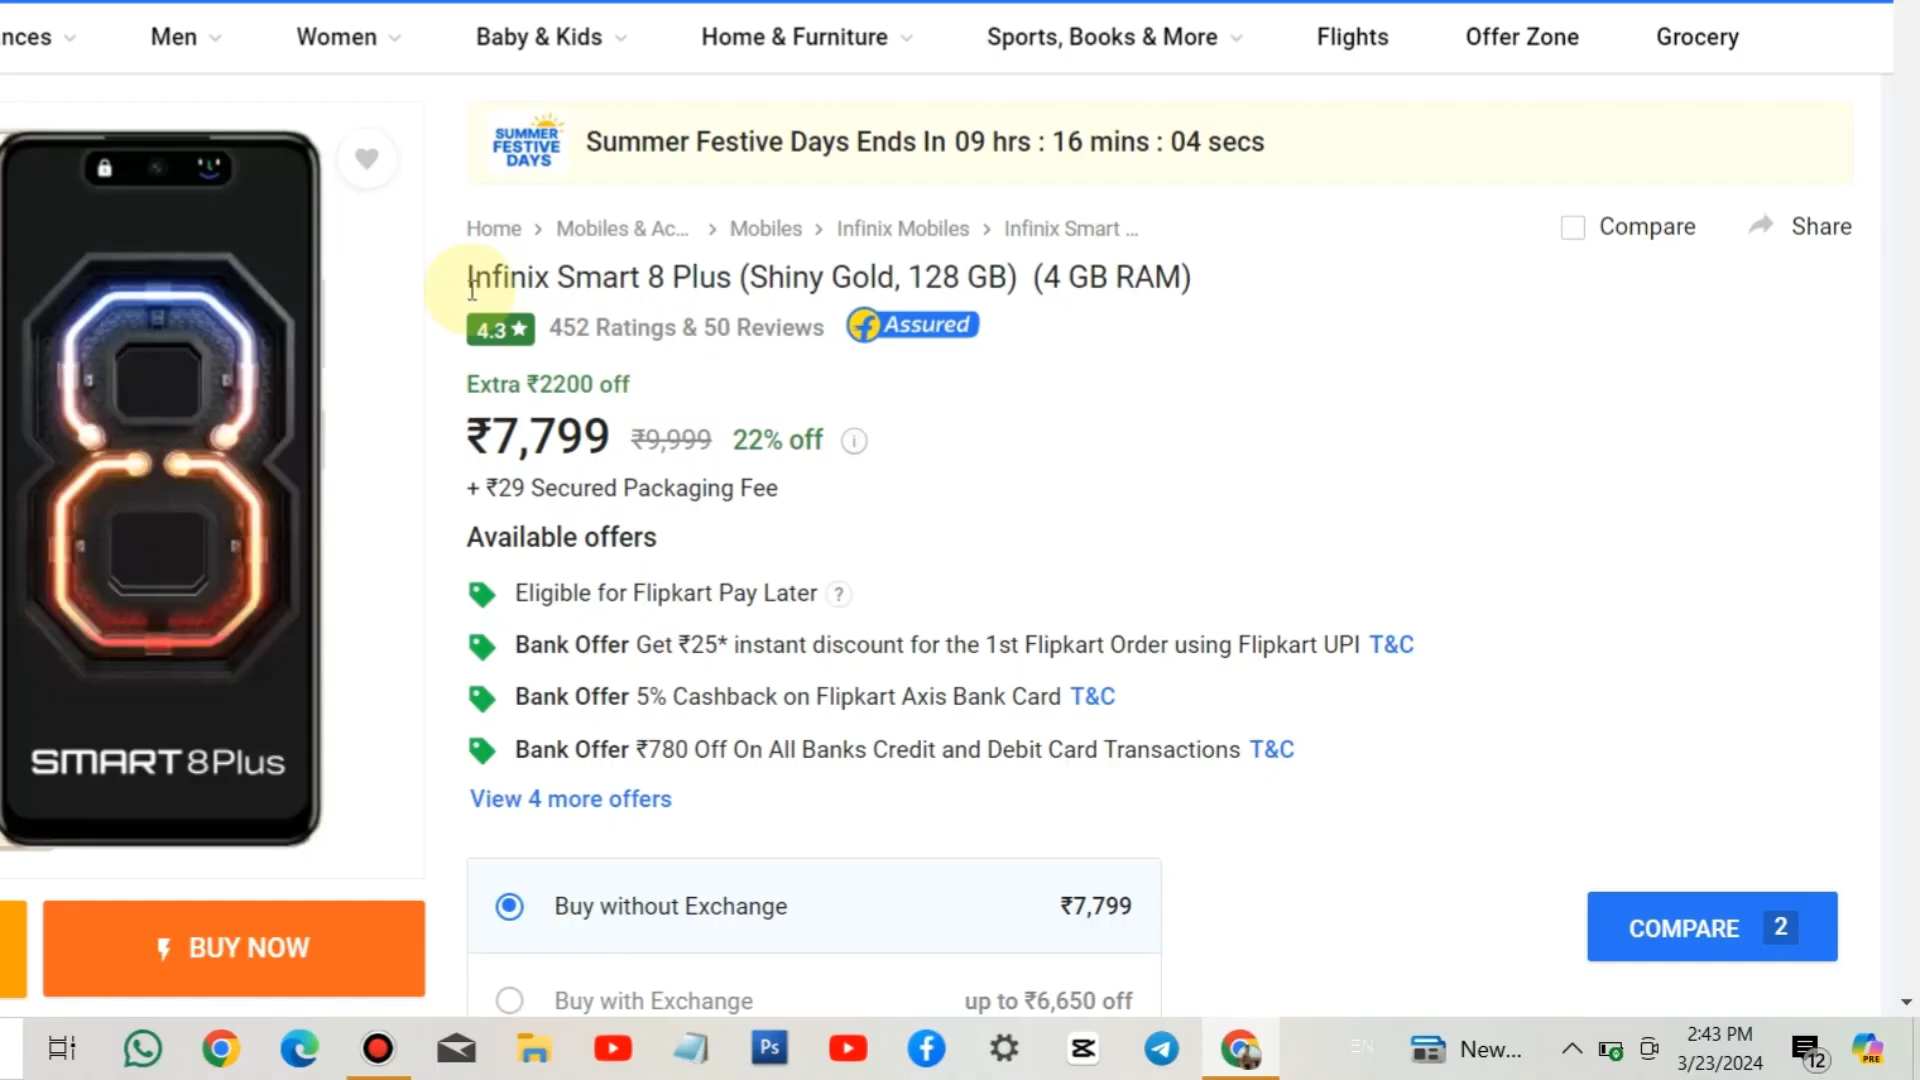 nces Men Women Baby & Kids Home & Furniture Sports, Books & More Flights Offer Zone Grocery
SUMMER
FESTIVE
DAYS
Summer Festive Days Ends In 09 hrs : 16 mins : 04 secs
Home > Mobiles & Ac... > Mobiles > Infinix Mobiles > Infinix Smart ...
Compare Share
Infinix Smart 8 Plus (Shiny Gold, 128 GB) (4 GB RAM)
4.3★ 452 Ratings & 50 Reviews Assured
Extra ₹2200 off
₹7,799 ₹9,999 22% off
+ ₹29 Secured Packaging Fee
Available offers
Eligible for Flipkart Pay Later ?
Bank Offer Get ₹25* instant discount for the 1st Flipkart Order using Flipkart UPI T&C
Bank Offer 5% Cashback on Flipkart Axis Bank Card T&C
Bank Offer ₹780 Off On All Banks Credit and Debit Card Transactions T&C
View 4 more offers
8
SMART 8Plus
BUY NOW
Buy without Exchange ₹7,799
Buy with Exchange up to ₹6,650 off
COMPARE 2
Ps
EN
New...
2:43 PM
3/23/2024
12
PRE